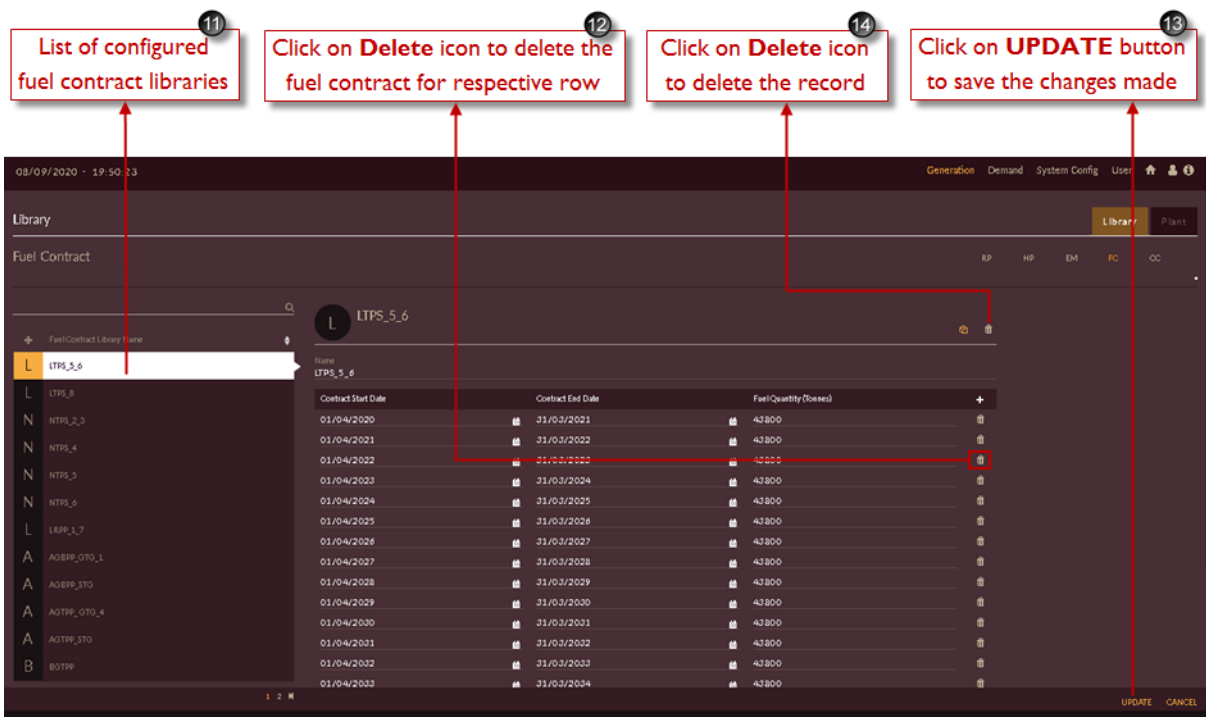 11
List of configured
fuel contract libraries
12
Click on Delete icon to delete the
fuel contract for respective row
14
Click on Delete icon
to delete the record
13
Click on UPDATE button
to save the changes made
08/09/2020 - 19:50:23
Generation Demand System Config User
Library
Library Plant
Fuel Contract
RP HP EM FC CC
Fuel Contract Library Name
L LTPS_5_6
L LTPS_8
N NTPS_2_3
N NTPS_4
N NTPS_5
N NTPS_6
L LRPP_1_7
A AGBPP_GTG_1
A AGBPP_STG
A AGTPP_GTG_4
A AGTPP_STG
B BGTPP
1 2
L LTPS_5_6
Name
LTPS_5_6
Contract Start Date Contract End Date Fuel Quantity (Tonnes) +
01/04/2020 31/03/2021 43800
01/04/2021 31/03/2022 43800
01/04/2022 31/03/2023 43800
01/04/2023 31/03/2024 43800
01/04/2024 31/03/2025 43800
01/04/2025 31/03/2026 43800
01/04/2026 31/03/2027 43800
01/04/2027 31/03/2028 43800
01/04/2028 31/03/2029 43800
01/04/2029 31/03/2030 43800
01/04/2030 31/03/2031 43800
01/04/2031 31/03/2032 43800
01/04/2032 31/03/2033 43800
01/04/2033 31/03/2034 43800
UPDATE CANCEL